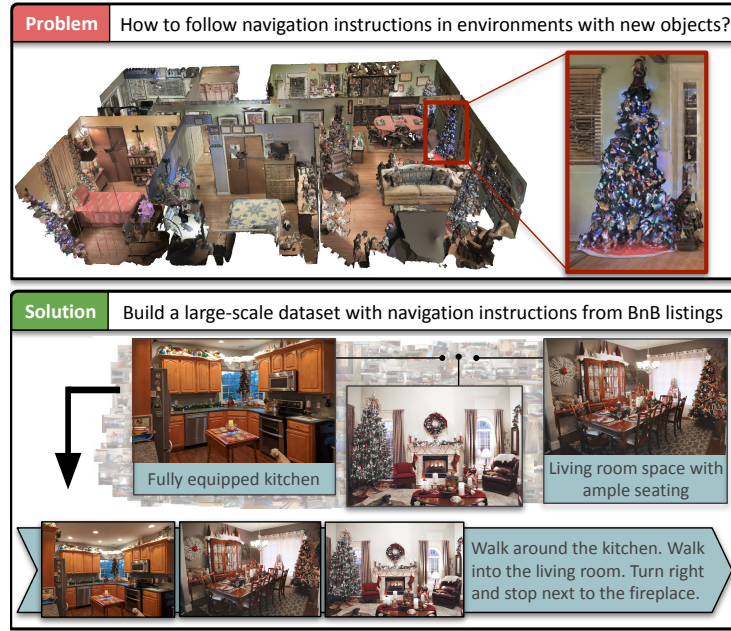 Problem
How to follow navigation instructions in environments with new objects?
Solution
Build a large-scale dataset with navigation instructions from BnB listings
Fully equipped kitchen
Living room space with
ample seating
Walk around the kitchen. Walk
into the living room. Turn right
and stop next to the fireplace.